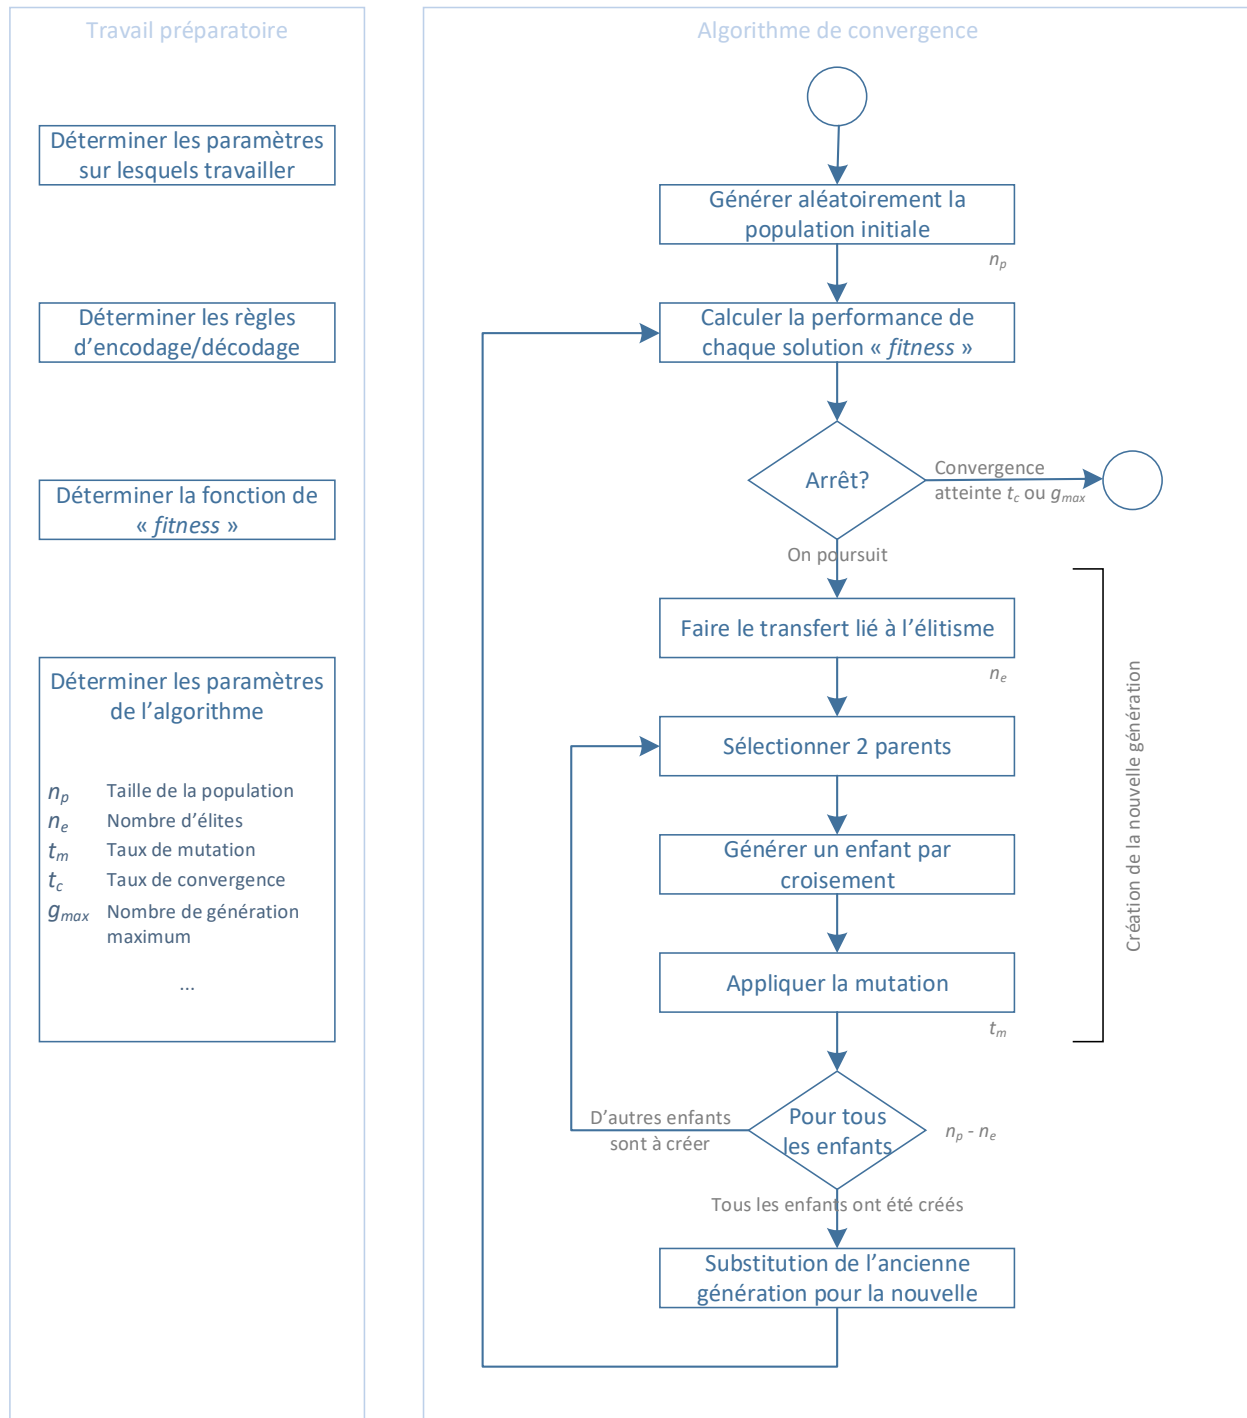 Travail préparatoire
Déterminer les paramètres
sur lesquels travailler
Déterminer les règles
d'encodage/décodage
Déterminer la fonction de
« fitness »
Déterminer les paramètres
de l'algorithme
np Taille de la population
ne Nombre d'élites
tm Taux de mutation
tc Taux de convergence
gmax Nombre de génération
maximum
...
Algorithme de convergence
Générer aléatoirement la
population initiale
np
Calculer la performance de
chaque solution « fitness »
Arrêt?
Convergence
atteinte tc ou gmax
On poursuit
Faire le transfert lié à l'élitisme
ne
Sélectionner 2 parents
Générer un enfant par
croisement
Appliquer la mutation
tm
Création de la nouvelle génération
Pour tous
les enfants
np - ne
D'autres enfants
sont à créer
Tous les enfants ont été créés
Substitution de l'ancienne
génération pour la nouvelle